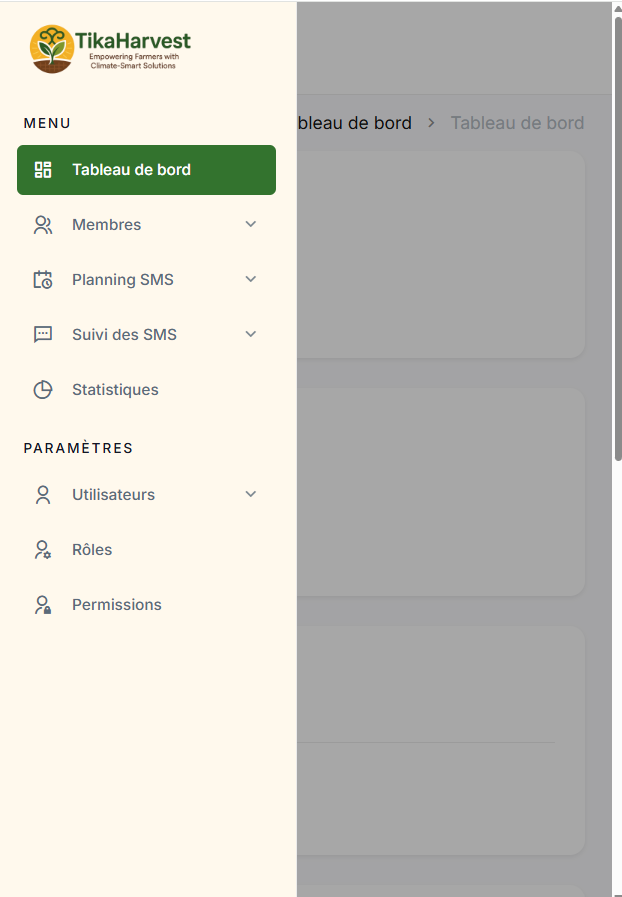 TikaHarvest
Empowering Farmers with
Climate-Smart Solutions
MENU
bleau de bord > Tableau de bord
Tableau de bord
Membres
Planning SMS
Suivi des SMS
Statistiques
PARAMÈTRES
Utilisateurs
Rôles
Permissions